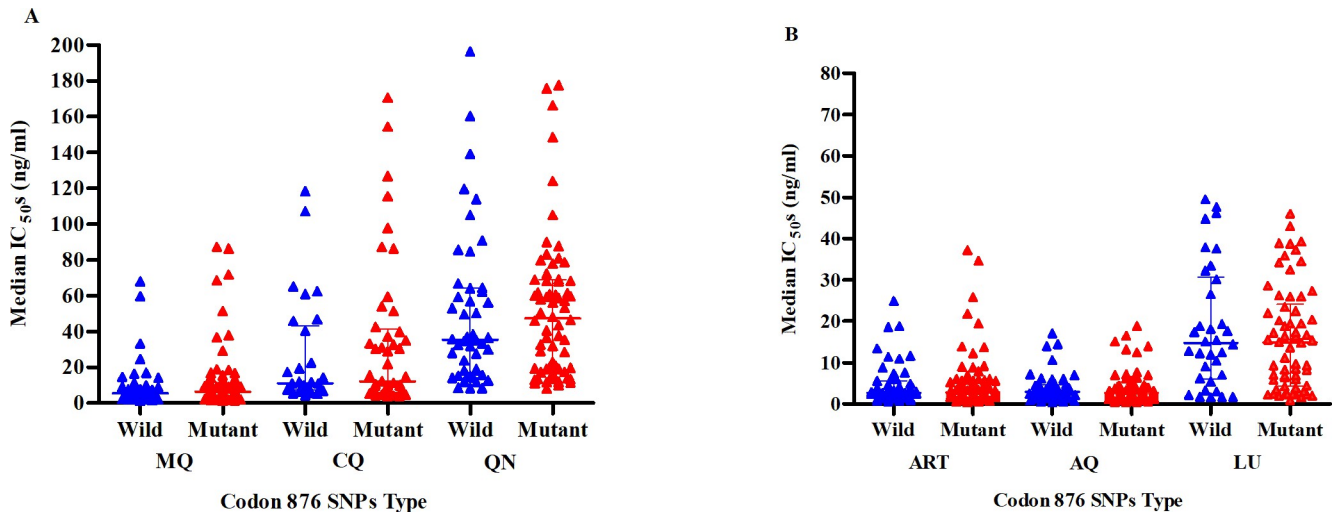 A
Median IC50s (ng/ml)
200
180
160
140
120
100
80
60
40
20
0
Wild Mutant Wild Mutant Wild Mutant
MQ CQ QN
Codon 876 SNPs Type
B
Median IC50s (ng/ml)
80
70
60
50
40
30
20
10
0
Wild Mutant Wild Mutant Wild Mutant
ART AQ LU
Codon 876 SNPs Type